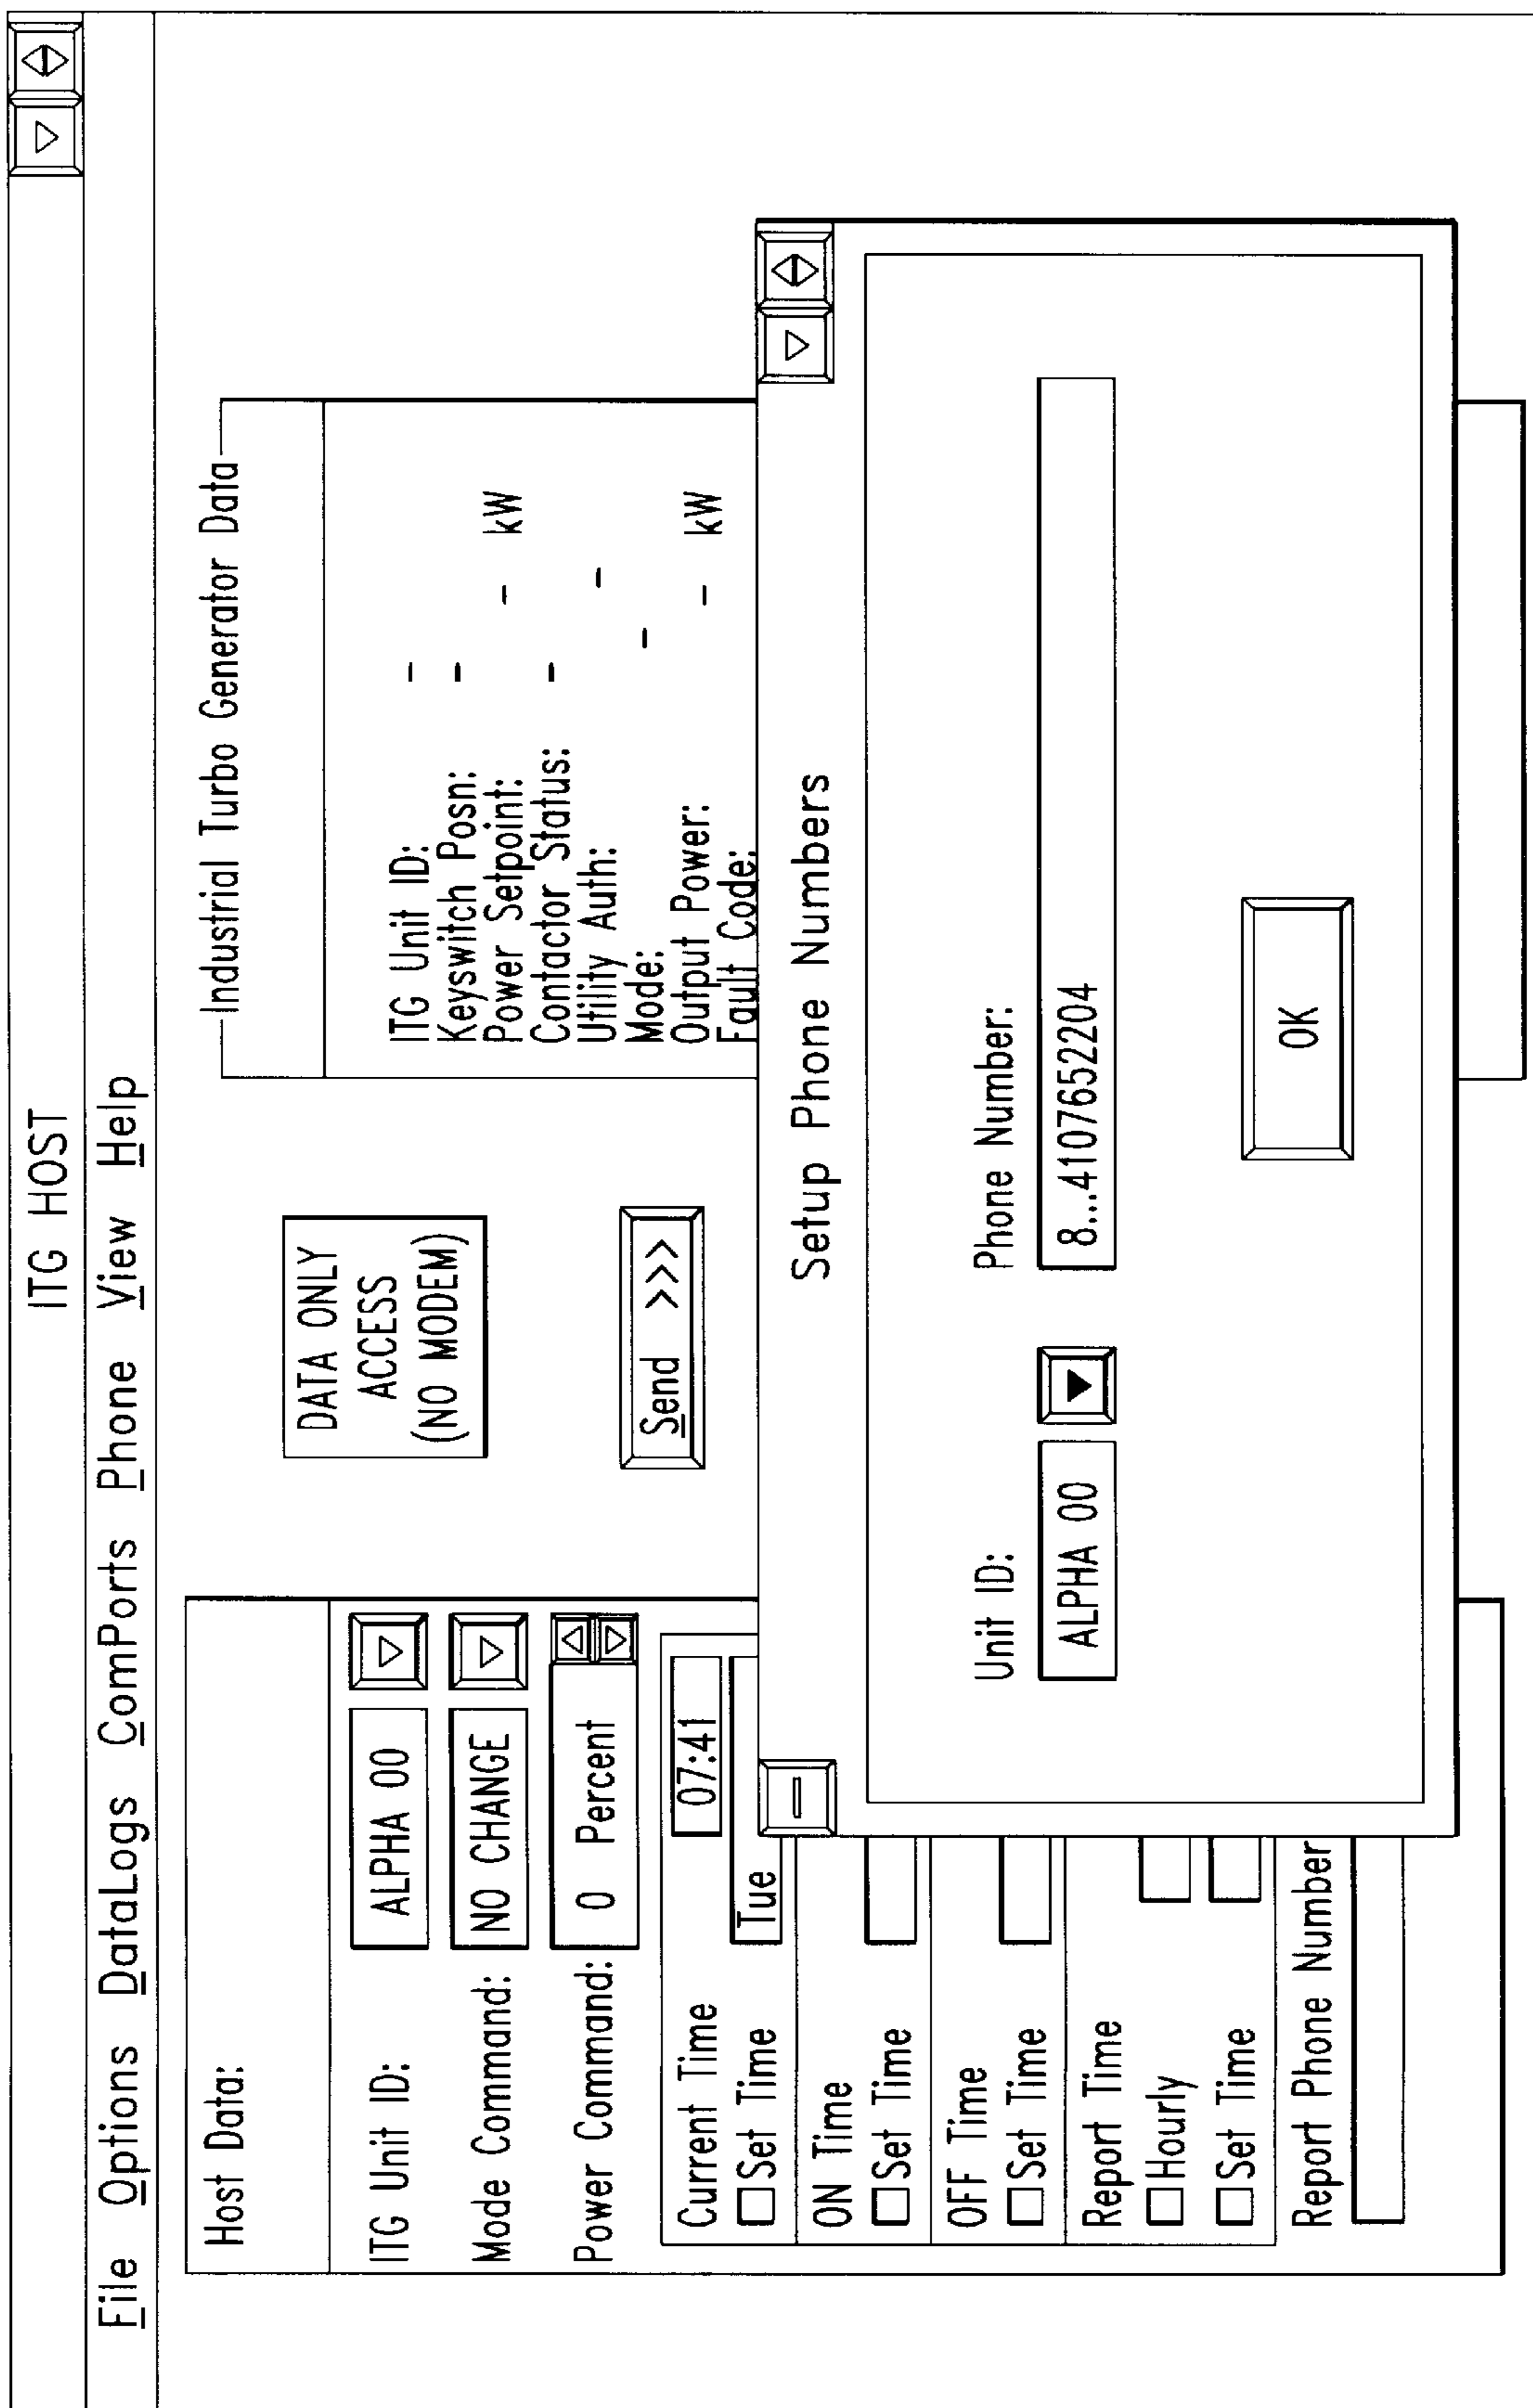 ITG HOST
File Options DataLogs ComPorts Phone View Help
Host Data:
ITG Unit ID: ALPHA 00
Mode Command: NO CHANGE
Power Command: 0 Percent
Current Time 07:41
Set Time Tue
ON Time
Set Time
OFF Time
Set Time
Report Time
Hourly
Set Time
Report Phone Number
DATA ONLY
ACCESS
(NO MODEM)
Send >>>
Industrial Turbo Generator Data
ITG Unit ID: -
Keyswitch Posn: -
Power Setpoint: - kW
Contactor Status: -
Utility Auth: -
Mode: -
Output Power: - kW
Fault Code:
Setup Phone Numbers
Unit ID: Phone Number:
ALPHA 00 8...4107652204
OK